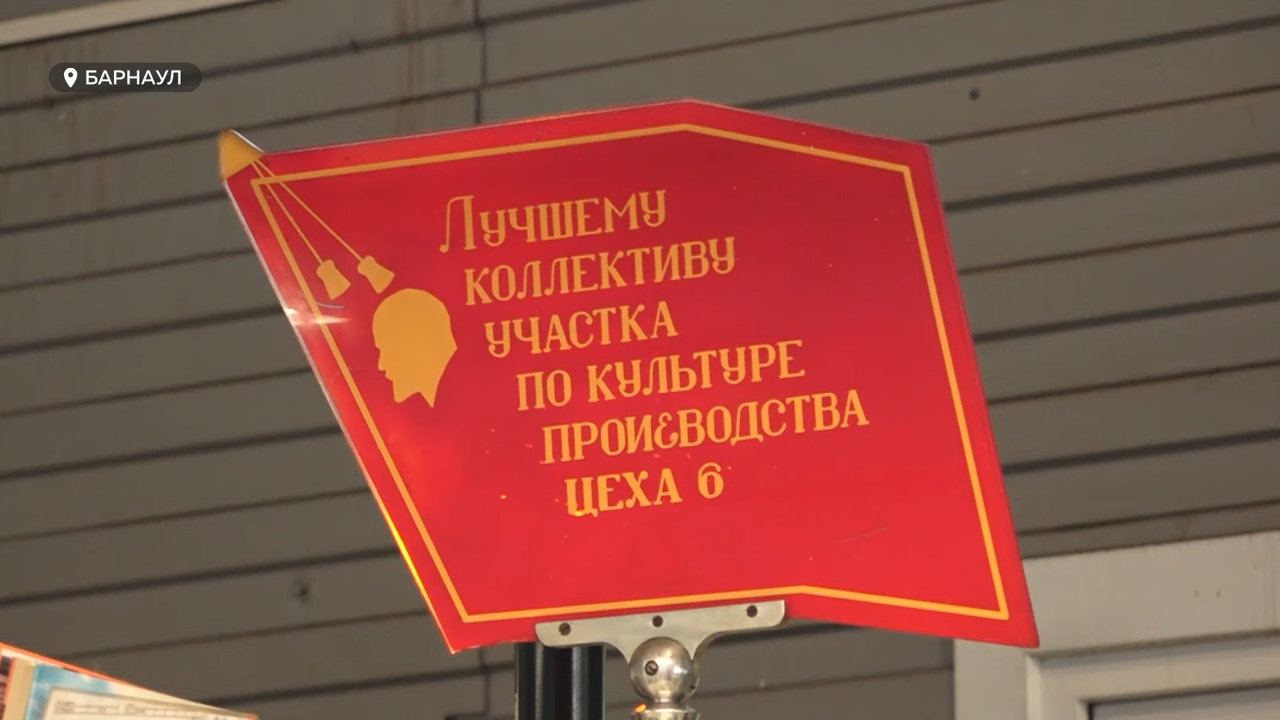 БАРНАУЛ
Лучшему
коллективу
участка
по культуре
производства
цеха 6